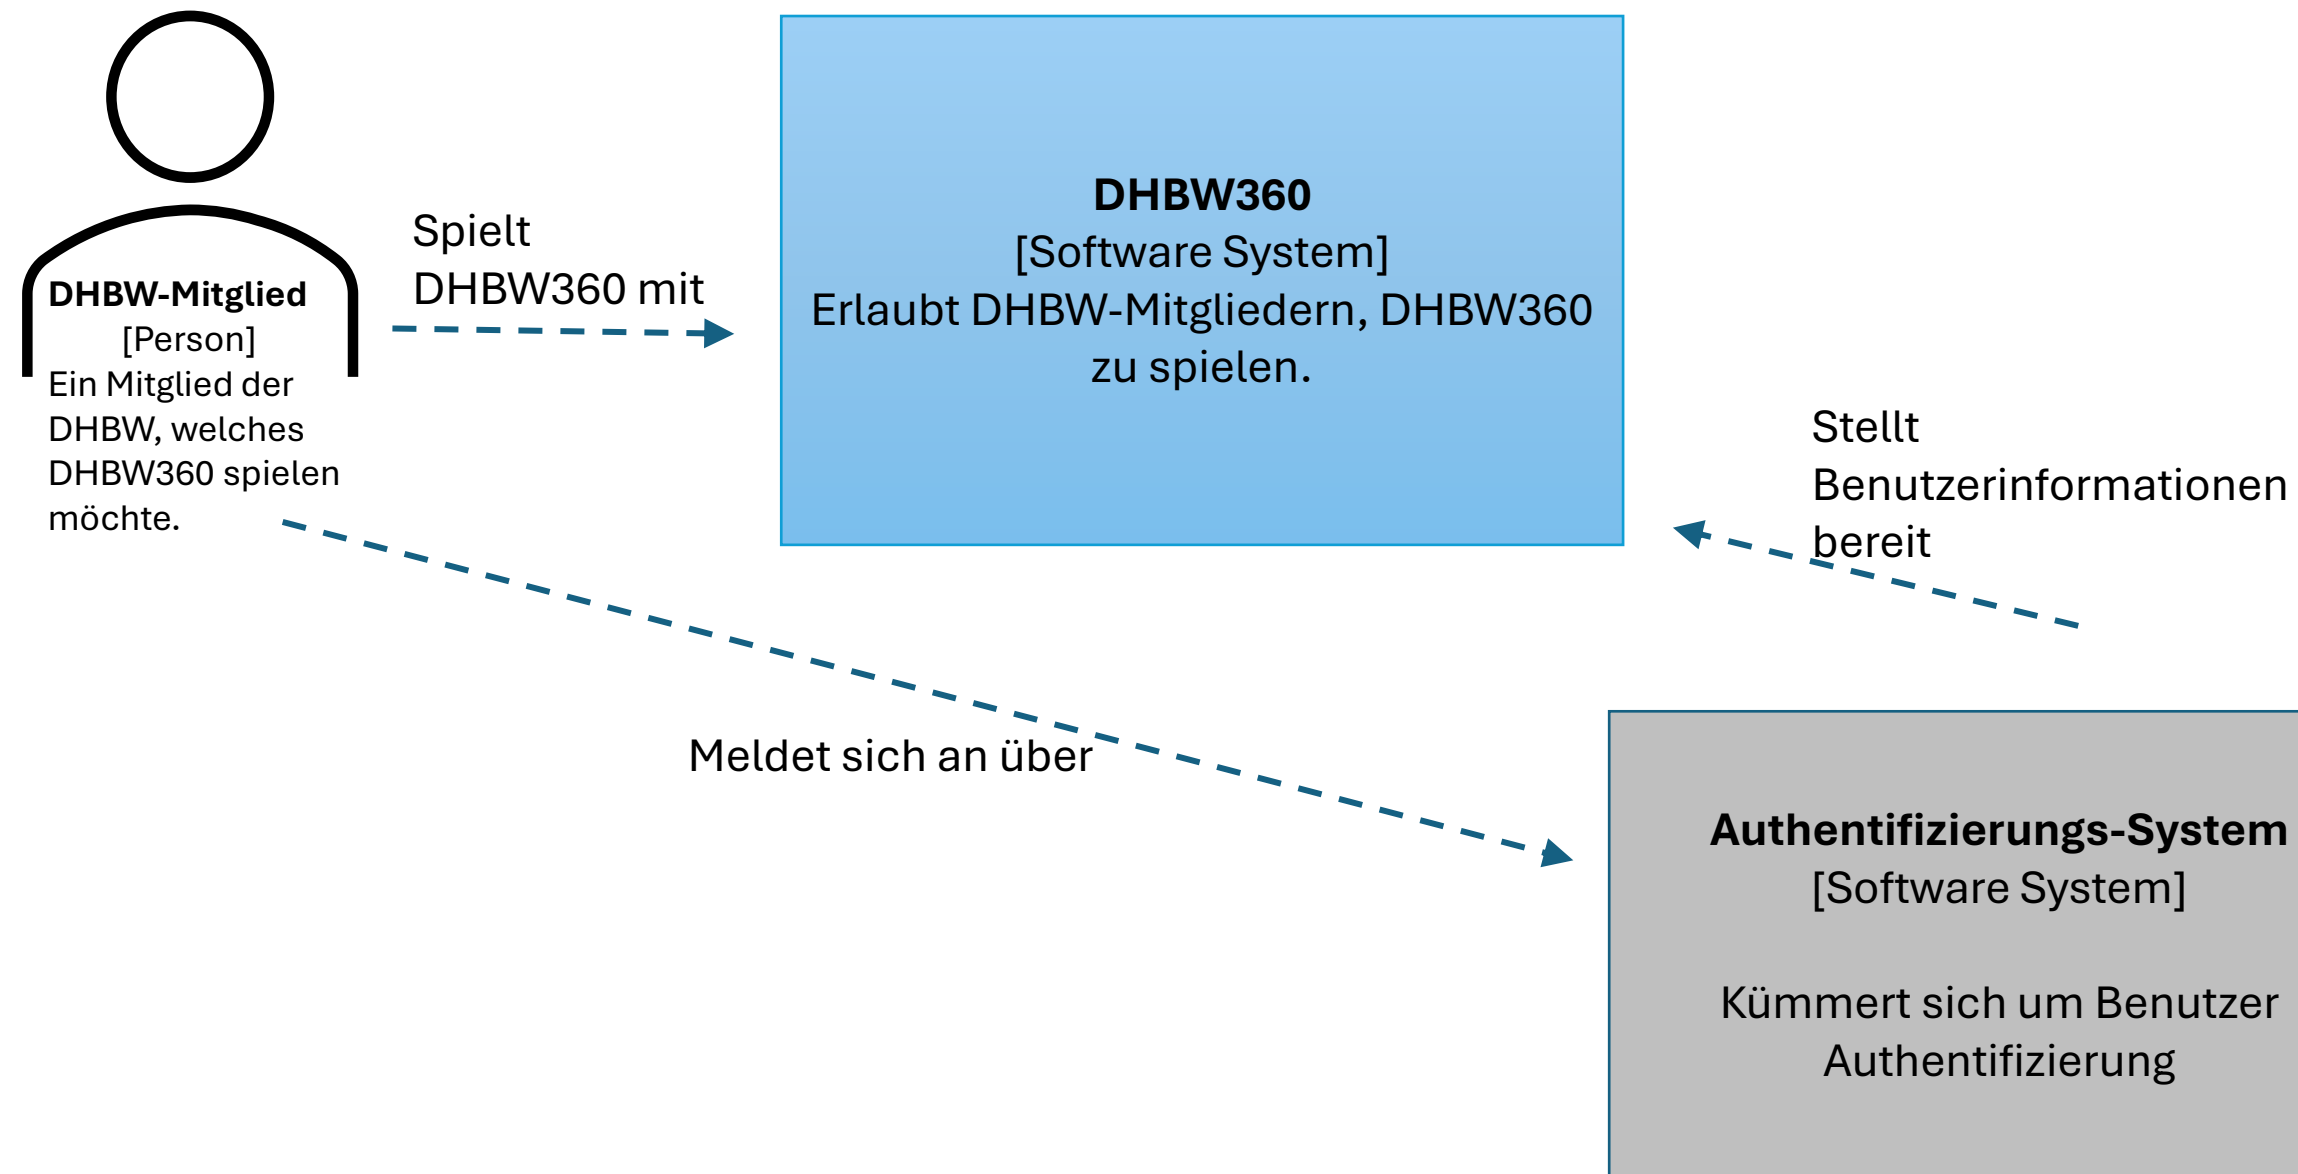 DHBW-Mitglied
[Person]
Ein Mitglied der
DHBW, welches
DHBW360 spielen
möchte.
Spielt
DHBW360 mit
DHBW360
[Software System]
Erlaubt DHBW-Mitgliedern, DHBW360
zu spielen.
Stellt
Benutzerinformationen
bereit
Meldet sich an über
Authentifizierungs-System
[Software System]
Kümmert sich um Benutzer
Authentifizierung